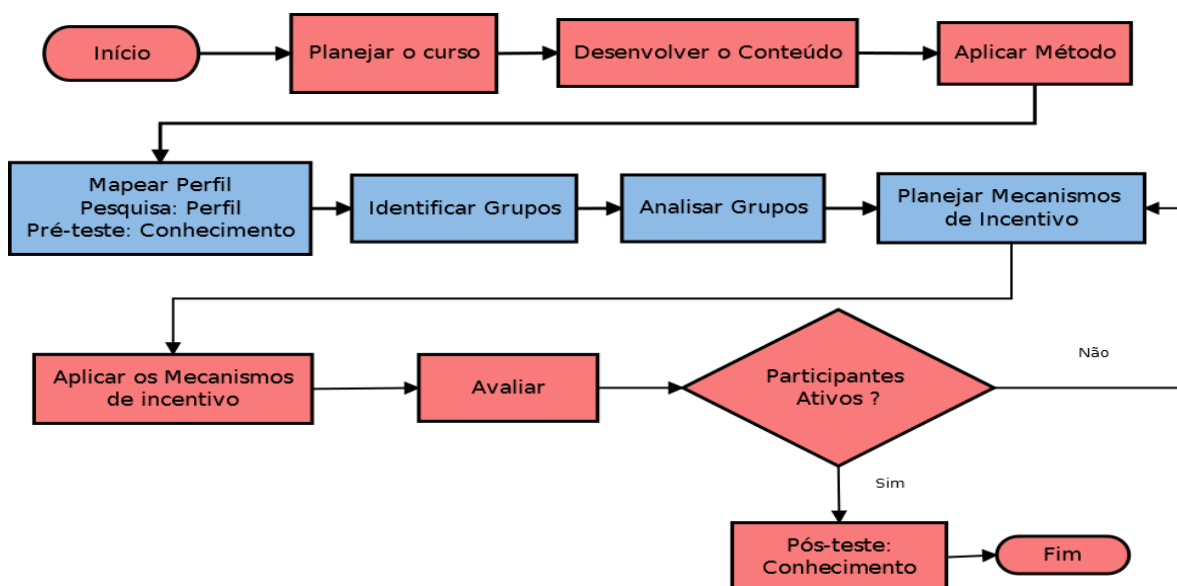 Início
Planejar o curso
Desenvolver o Conteúdo
Aplicar Método
Mapear Perfil
Pesquisa: Perfil
Pré-teste: Conhecimento
Identificar Grupos
Analisar Grupos
Planejar Mecanismos
de Incentivo
Aplicar os Mecanismos
de incentivo
Avaliar
Participantes
Ativos ?
Não
Sim
Pós-teste:
Conhecimento
Fim